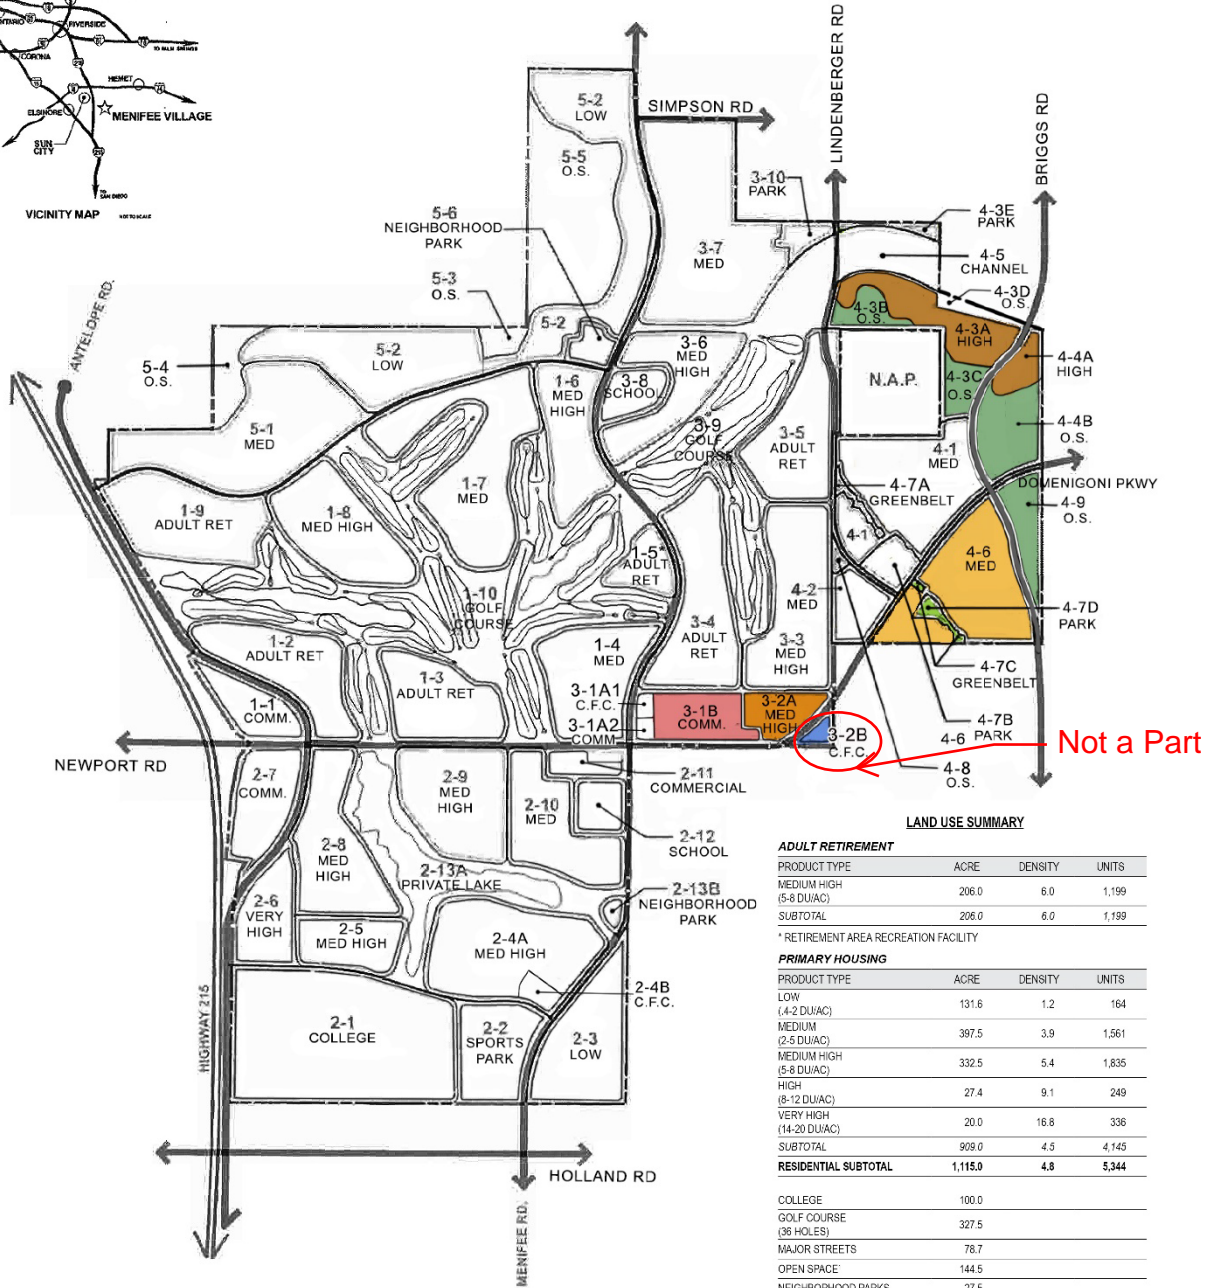 ONTARIO
RIVERSIDE
CORONA
TO PALM SPRINGS
HEMET
ELSINORE
MENIFEE VILLAGE
SUN
CITY
TO
SAN DIEGO
VICINITY MAP
NOT TO SCALE
SIMPSON RD
LINDENBERGER RD
BRIGGS RD
ANTELOPE RD.
5-2
LOW
5-5
O.S.
5-6
NEIGHBORHOOD
PARK
5-3
O.S.
5-2
5-2
LOW
5-4
O.S.
5-1
MED
3-10
PARK
3-7
MED
4-3E
PARK
4-5
CHANNEL
4-3D
O.S.
4-3B
O.S.
4-3A
HIGH
4-4A
HIGH
N.A.P.
4-3C
O.S.
4-4B
O.S.
4-1
MED
DOMENIGONI PKWY
4-9
O.S.
3-6
MED
HIGH
3-8
SCHOOL
1-6
MED
HIGH
3-9
GOLF
COURSE
3-5
ADULT
RET
4-7A
GREENBELT
4-1
4-6
MED
1-9
ADULT RET
1-8
MED HIGH
1-7
MED
1-5*
ADULT
RET
1-10
GOLF
COURSE
4-2
MED
4-7D
PARK
1-2
ADULT RET
1-3
ADULT RET
1-4
MED
3-4
ADULT
RET
3-3
MED
HIGH
4-7C
GREENBELT
1-1
COMM.
3-1A1
C.F.C.
3-1A2
COMM
3-1B
COMM.
3-2A
MED
HIGH
3-2B
C.F.C.
4-7B
PARK
4-6
4-8
O.S.
Not a Part
NEWPORT RD
2-7
COMM.
2-9
MED
HIGH
2-10
MED
2-11
COMMERCIAL
2-12
SCHOOL
2-8
MED
HIGH
2-13A
PRIVATE LAKE
2-13B
NEIGHBORHOOD
PARK
2-6
VERY
HIGH
2-5
MED HIGH
2-4A
MED HIGH
2-4B
C.F.C.
2-1
COLLEGE
2-2
SPORTS
PARK
2-3
LOW
HIGHWAY 215
HOLLAND RD
MENIFEE RD.
LAND USE SUMMARY
ADULT RETIREMENT
PRODUCT TYPE ACRE DENSITY UNITS
MEDIUM HIGH
(5-8 DU/AC) 206.0 6.0 1,199
SUBTOTAL 206.0 6.0 1,199
* RETIREMENT AREA RECREATION FACILITY
PRIMARY HOUSING
PRODUCT TYPE ACRE DENSITY UNITS
LOW
(.4-2 DU/AC) 131.6 1.2 164
MEDIUM
(2-5 DU/AC) 397.5 3.9 1,561
MEDIUM HIGH
(5-8 DU/AC) 332.5 5.4 1,835
HIGH
(8-12 DU/AC) 27.4 9.1 249
VERY HIGH
(14-20 DU/AC) 20.0 16.8 336
SUBTOTAL 909.0 4.5 4,145
RESIDENTIAL SUBTOTAL 1,115.0 4.8 5,344
COLLEGE 100.0
GOLF COURSE
(36 HOLES) 327.5
MAJOR STREETS 78.7
OPEN SPACE 144.5
NEIGHBORHOOD PARKS 27.5